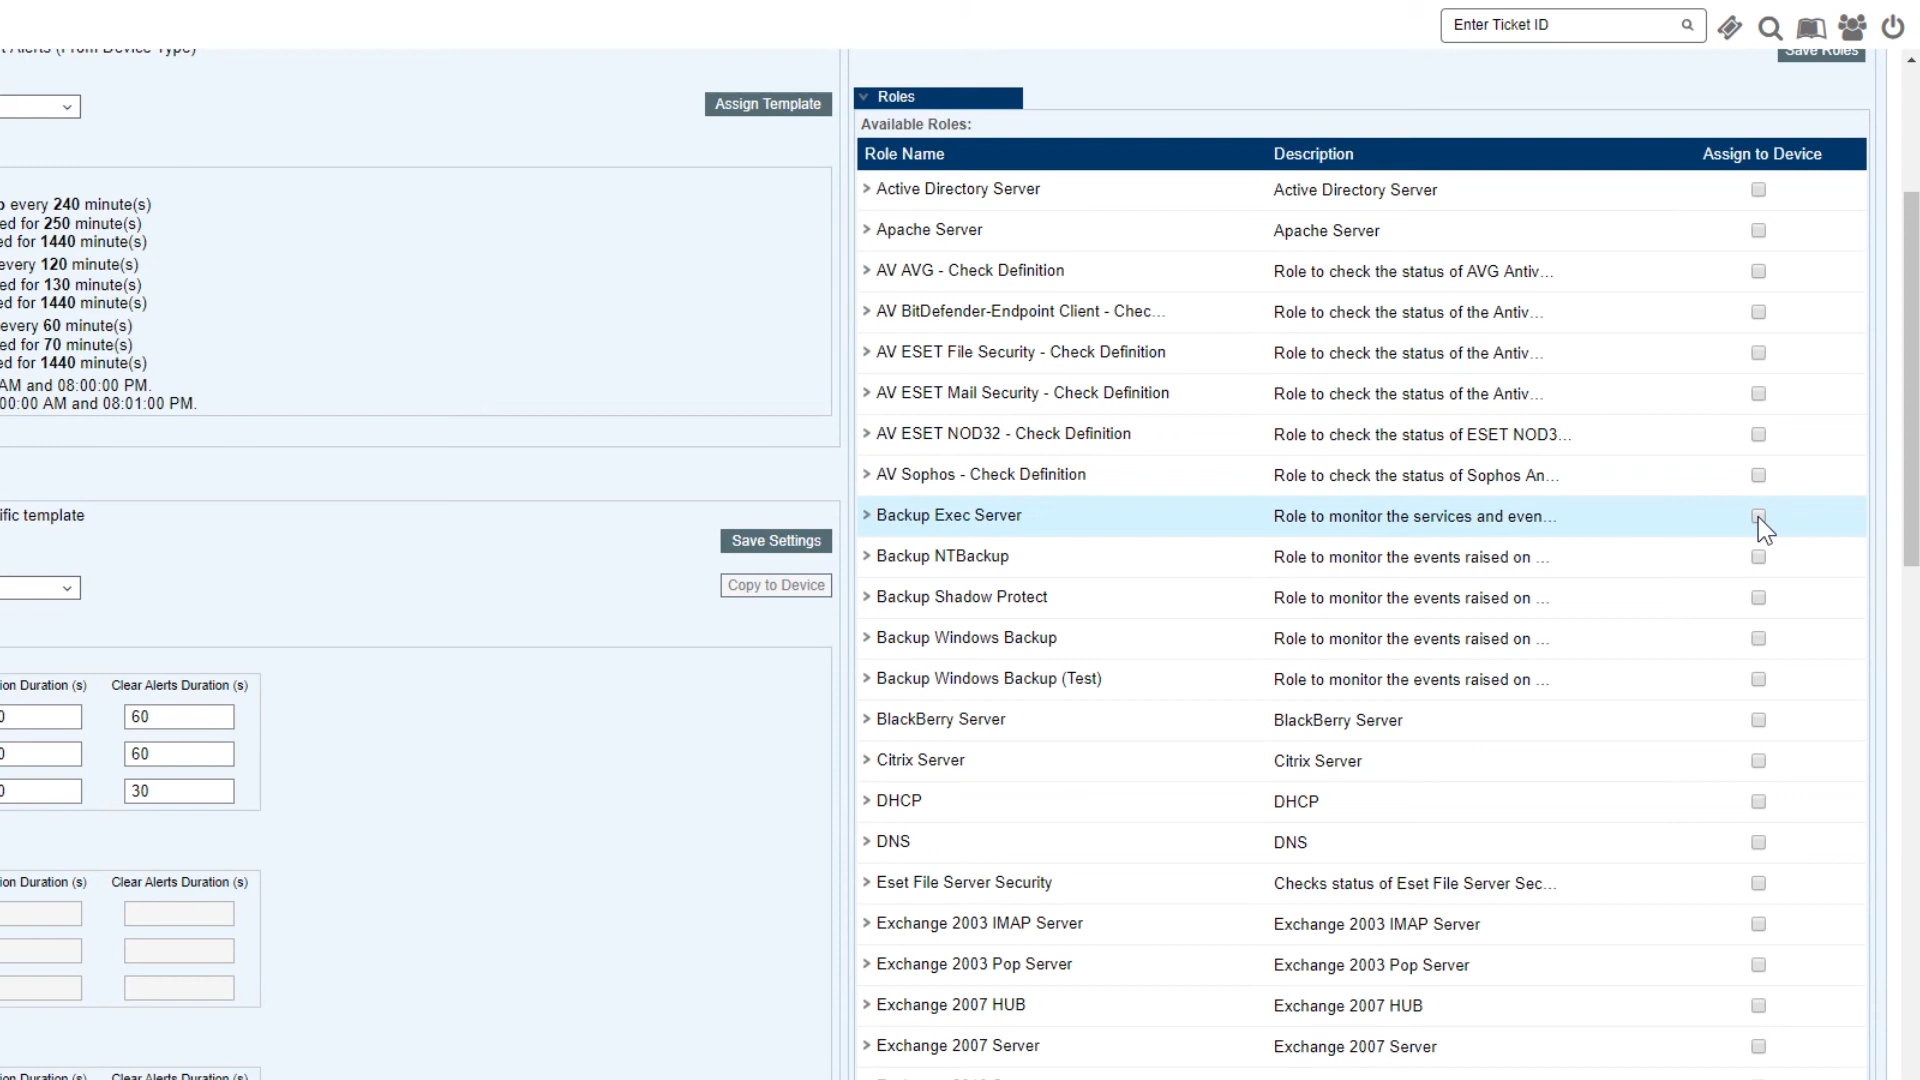 Enter Ticket ID
t Alerts (From Device Type)
Assign Template
every 240 minute(s)
ed for 250 minute(s)
ed for 1440 minute(s)
every 120 minute(s)
ed for 130 minute(s)
ed for 1440 minute(s)
every 60 minute(s)
ed for 70 minute(s)
ed for 1440 minute(s)
AM and 08:00:00 PM.
00:00 AM and 08:01:00 PM.
ific template
Save Settings
Copy to Device
ion Duration (s) Clear Alerts Duration (s)
0 60
0 60
0 30
ion Duration (s) Clear Alerts Duration (s)
ion Duration (s) Clear Alerts Duration (s)
Save Roles
Roles
Available Roles:
Role Name Description Assign to Device
Active Directory Server Active Directory Server
Apache Server Apache Server
AV AVG - Check Definition Role to check the status of AVG Antiv...
AV BitDefender-Endpoint Client - Chec... Role to check the status of the Antiv...
AV ESET File Security - Check Definition Role to check the status of the Antiv...
AV ESET Mail Security - Check Definition Role to check the status of the Antiv...
AV ESET NOD32 - Check Definition Role to check the status of ESET NOD3...
AV Sophos - Check Definition Role to check the status of Sophos An...
Backup Exec Server Role to monitor the services and even...
Backup NTBackup Role to monitor the events raised on ...
Backup Shadow Protect Role to monitor the events raised on ...
Backup Windows Backup Role to monitor the events raised on ...
Backup Windows Backup (Test) Role to monitor the events raised on ...
BlackBerry Server BlackBerry Server
Citrix Server Citrix Server
DHCP DHCP
DNS DNS
Eset File Server Security Checks status of Eset File Server Sec...
Exchange 2003 IMAP Server Exchange 2003 IMAP Server
Exchange 2003 Pop Server Exchange 2003 Pop Server
Exchange 2007 HUB Exchange 2007 HUB
Exchange 2007 Server Exchange 2007 Server